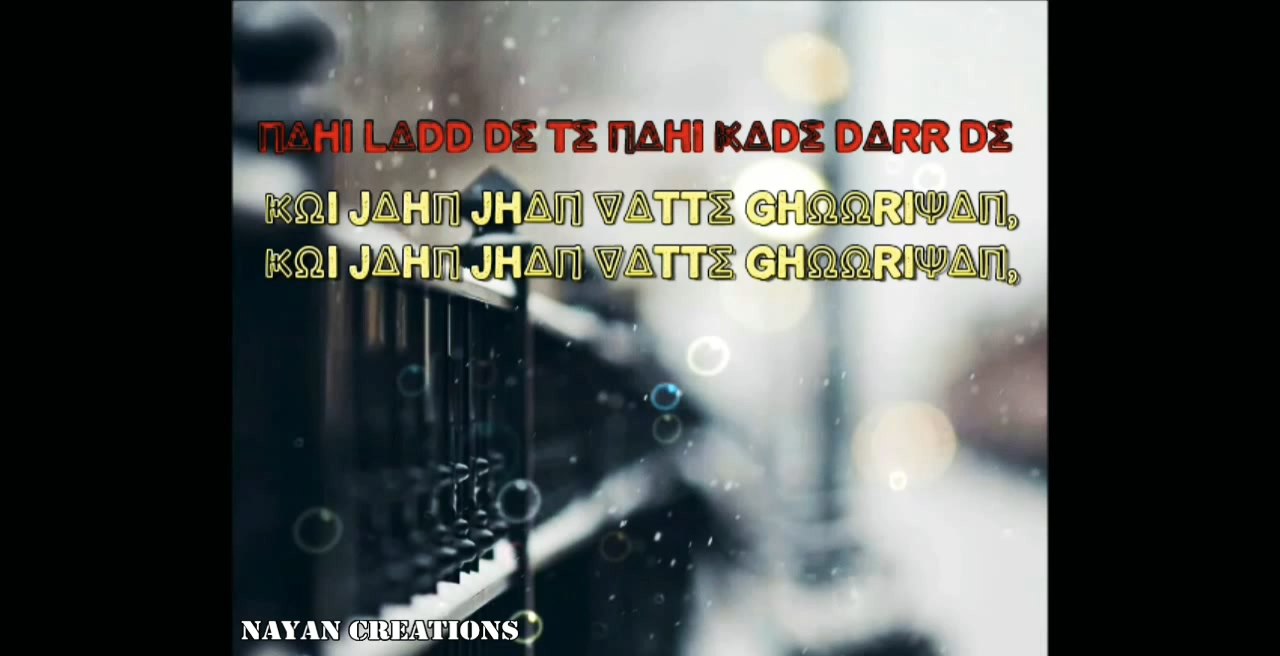 NAHI LADD DE TE NAHI KADE DARR DE
KOI JAHN JHAN VATTE GHOORIYAN,
KOI JAHN JHAN VATTE GHOORIYAN,
NAYAN CREATIONS